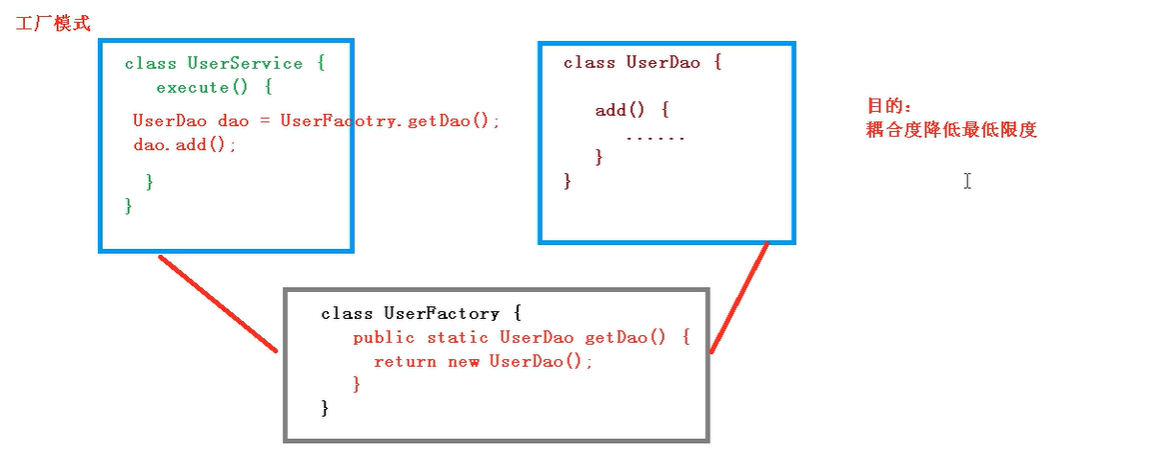 工厂模式
class UserService {
execute() {
UserDao dao = UserFacotry.getDao();
dao.add();
}
}
class UserDao {
add() {
......
}
}
目的:
耦合度降低最低限度
class UserFactory {
public static UserDao getDao() {
return new UserDao();
}
}